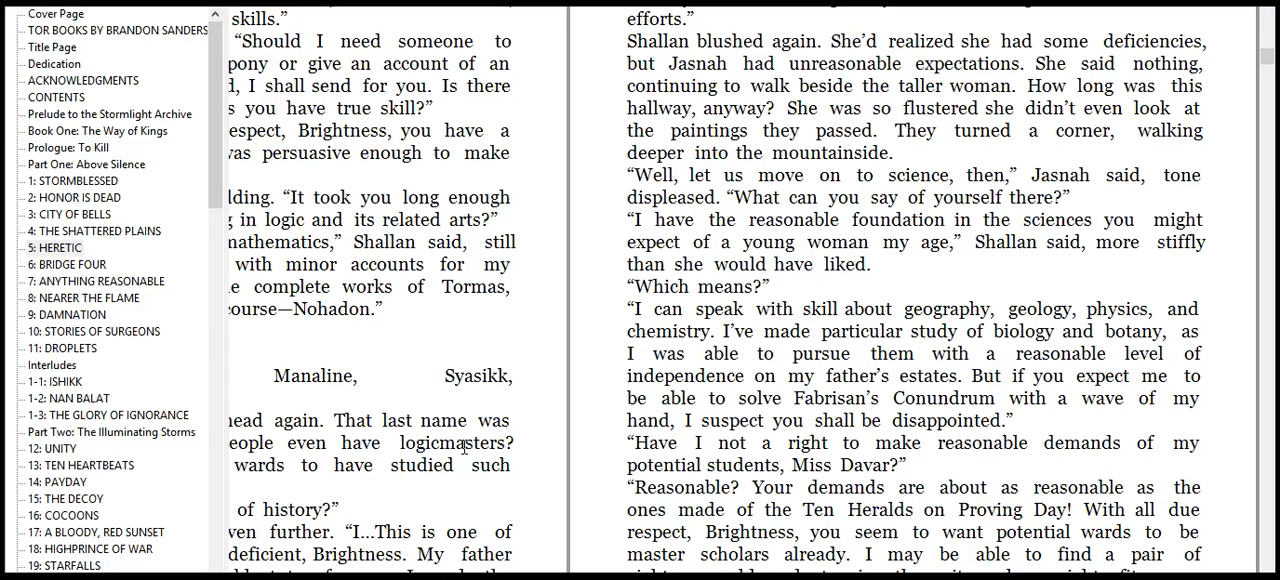 Cover Page
TOR BOOKS BY BRANDON SANDERS
Title Page
Dedication
ACKNOWLEDGMENTS
CONTENTS
Prelude to the Stormlight Archive
Book One: The Way of Kings
Prologue: To Kill
Part One: Above Silence
1: STORMBLESSED
2: HONOR IS DEAD
3: CITY OF BELLS
4: THE SHATTERED PLAINS
5: HERETIC
6: BRIDGE FOUR
7: ANYTHING REASONABLE
8: NEARER THE FLAME
9: DAMNATION
10: STORIES OF SURGEONS
11: DROPLETS
Interludes
1-1: ISHIKK
1-2: NAN BALAT
1-3: THE GLORY OF IGNORANCE
Part Two: The Illuminating Storms
12: UNITY
13: TEN HEARTBEATS
14: PAYDAY
15: THE DECOY
16: COCOONS
17: A BLOODY, RED SUNSET
18: HIGHPRINCE OF WAR
19: STARFALLS
skills.”
“Should I need someone to
pony or give an account of an
d, I shall send for you. Is there
s you have true skill?”
espect, Brightness, you have a
was persuasive enough to make
lding. “It took you long enough
g in logic and its related arts?”
mathematics,” Shallan said, still
with minor accounts for my
e complete works of Tormas,
course—Nohadon.”
Manaline, Syasikk,
head again. That last name was
eople even have logicmasters?
wards to have studied such
of history?”
ven further. “I...This is one of
deficient, Brightness. My father
efforts.”
Shallan blushed again. She’d realized she had some deficiencies,
but Jasnah had unreasonable expectations. She said nothing,
continuing to walk beside the taller woman. How long was this
hallway, anyway? She was so flustered she didn’t even look at
the paintings they passed. They turned a corner, walking
deeper into the mountainside.
“Well, let us move on to science, then,” Jasnah said, tone
displeased. “What can you say of yourself there?”
“I have the reasonable foundation in the sciences you might
expect of a young woman my age,” Shallan said, more stiffly
than she would have liked.
“Which means?”
“I can speak with skill about geography, geology, physics, and
chemistry. I’ve made particular study of biology and botany, as
I was able to pursue them with a reasonable level of
independence on my father’s estates. But if you expect me to
be able to solve Fabrisan’s Conundrum with a wave of my
hand, I suspect you shall be disappointed.”
“Have I not a right to make reasonable demands of my
potential students, Miss Davar?”
“Reasonable? Your demands are about as reasonable as the
ones made of the Ten Heralds on Proving Day! With all due
respect, Brightness, you seem to want potential wards to be
master scholars already. I may be able to find a pair of